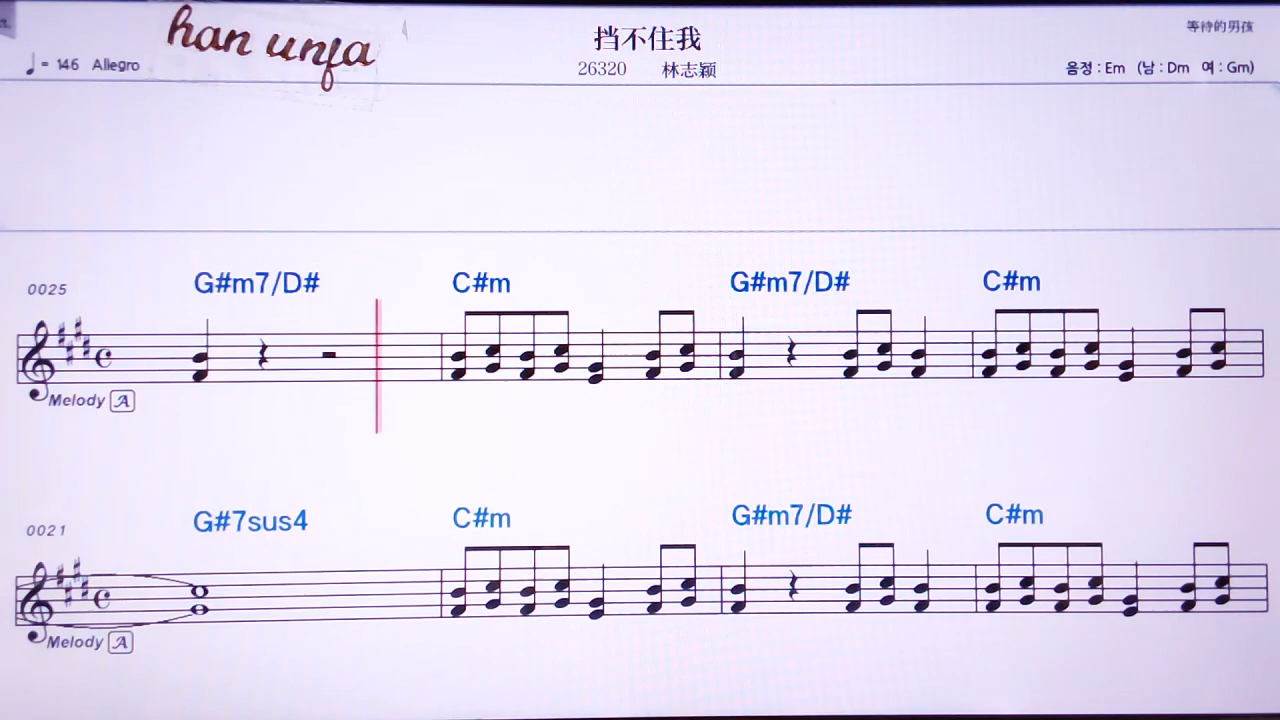 han unfa
挡不住我
等待的男孩
♩= 146 Allegro
26320 林志颖
음정 : Em (남 : Dm 여 : Gm)
0025
G#m7/D# C#m G#m7/D# C#m
Melody A
0021
G#7sus4 C#m G#m7/D# C#m
Melody A